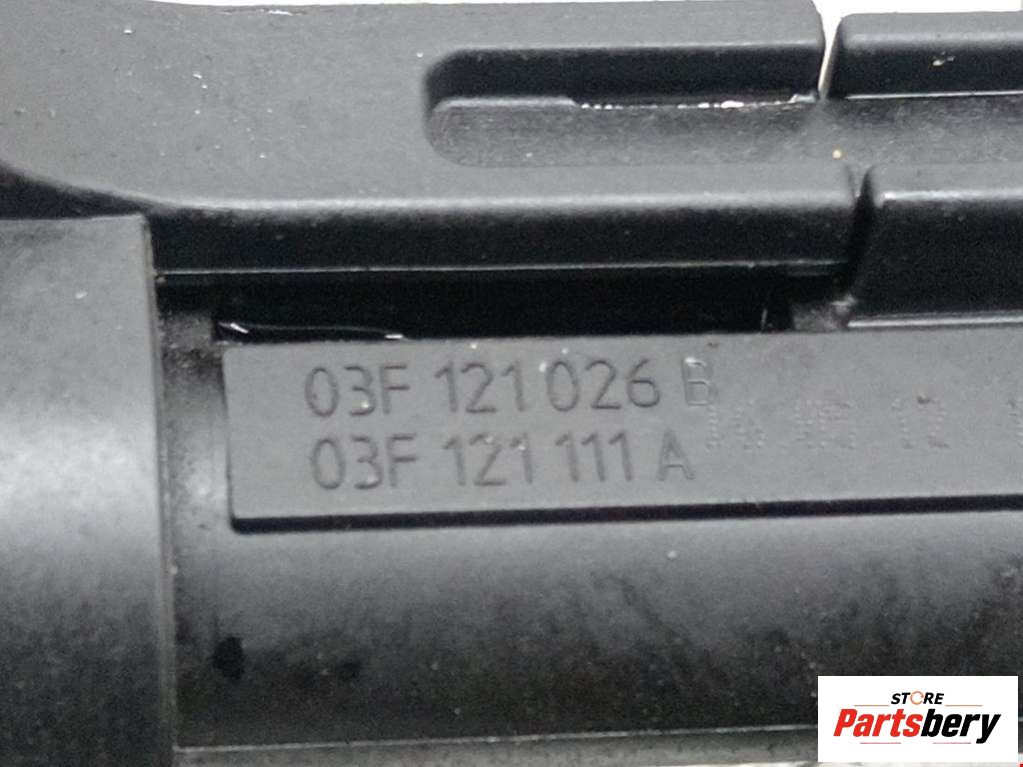 03F 121 026 B
03F 121 111 A
STORE
Partsbery